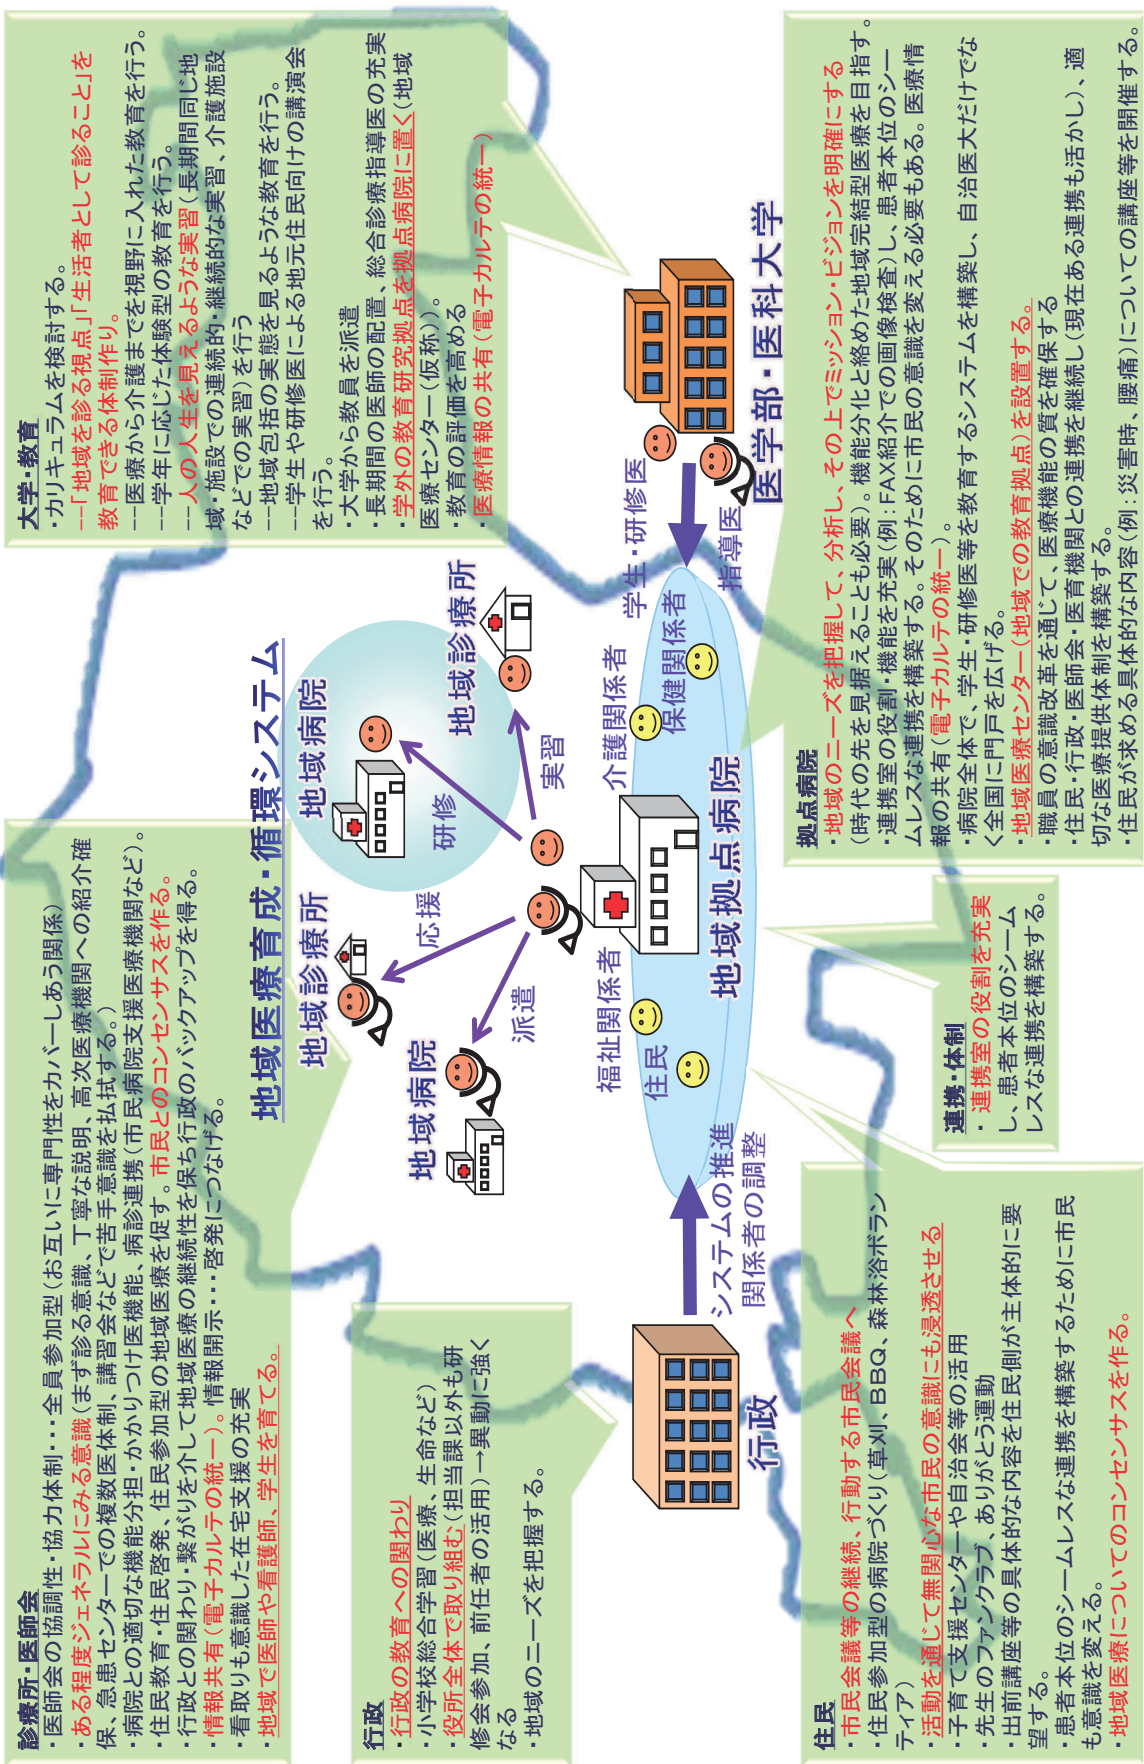 地域医療育成・循環システム
診療所・医師会
・医師会の協調性・協力体制・・・全員参加型（お互いに専門性をカバーしあう関係）
・ある程度ジェネラルにみる意識（まず診る意識、丁寧な説明、高次医療機関への紹介確
保、急患センターでの複数医体制、講習会などで苦手意識を払拭する。）
・病院との適切な機能分担・かかりつけ医機能、病診連携（市民病院支援医療機関など）。
・住民教育・住民啓発、住民参加型の地域医療を促す。市民とのコンセンサスを作る。
・行政との関わり・繋がりを介して地域医療の継続性を保ち行政のバックアップを得る。
・情報共有（電子カルテの統一）。情報開示・・・啓発につなげる。
・看取りも意識した在宅支援の充実
地域で医師や看護師、学生を育てる。
大学・教育
・カリキュラムを検討する。
--「地域を診る視点」「生活者として診ること」を
教育できる体制作り。
--医療から介護までを視野に入れた教育を行う。
--学年に応じた体験型の教育を行う。
--人の人生を見えるような実習（長期間同じ地
域・施設での連続的・継続的な実習、介護施設
などでの実習）を行う
--地域包括の実態を見るような教育を行う。
--学生や研修医による地元住民向けの講演会
を行う。
・大学から教員を派遣
・長期間の医師の配置、総合診療指導医の充実
・学外の教育研究拠点を拠点病院に置く（地域
医療センター（仮称））。
・教育の評価を高める
・医療情報の共有（電子カルテの統一）
行政
・行政の教育への関わり
・小学校総合学習（医療、生命など）
・役所全体で取り組む（担当課以外も研
修会参加、前任者の活用）→異動に強く
なる
・地域のニーズを把握する。
地域病院
地域診療所
地域病院
地域診療所
派遣
応援
研修
実習
行政
システムの推進
関係者の調整
福祉関係者
住民
地域拠点病院
介護関係者
保健関係者
学生・研修医
指導医
医学部・医科大学
住民
・市民会議等の継続、行動する市民会議へ
・住民参加型の病院づくり（草刈、ＢＢＱ、森林浴ボラン
ティア）
・活動を通じて無関心な市民の意識にも浸透させる
・子育て支援センターや自治会等の活用
・先生のファンクラブ、ありがとう運動
・出前講座等の具体的な内容を住民側が主体的に要
望する。
・患者本位のシームレスな連携を構築するために市民
も意識を変える。
・地域医療についてのコンセンサスを作る。
連携・体制
・連携室の役割を充実
し、患者本位のシーム
レスな連携を構築する。
拠点病院
・地域のニーズを把握して、分析し、その上でミッション・ビジョンを明確にする
（時代の先を見据えることも必要）。機能分化と絡めた地域完結型医療を目指す。
・連携室の役割・機能を充実（例：FAX紹介での画像検査）し、患者本位のシー
ムレスな連携を構築する。そのために市民の意識を変える必要もある。医療情
報の共有（電子カルテの統一）。
・病院全体で、学生・研修医等を教育するシステムを構築し、自治医大だけでな
く全国に門戸を広げる。
・地域医療センター（地域での教育拠点）を設置する。
・職員の意識改革を通じて、医療機能の質を確保する
・住民・行政・医師会・医育機関との連携を継続し（現在ある連携も活かし）、適
切な医療提供体制を構築する。
・住民が求める具体的な内容（例：災害時、腰痛）についての講座等を開催する。